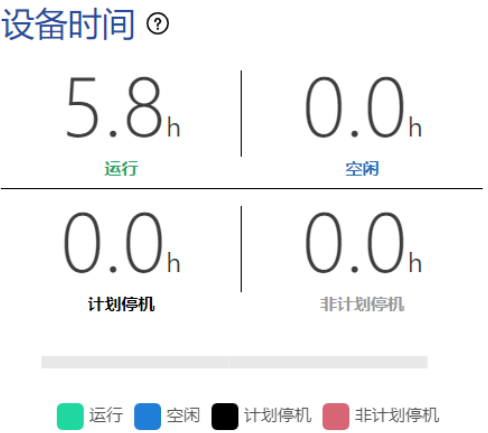 设备时间 ?
5.8h 0.0h
运行 空闲
0.0h 0.0h
计划停机 非计划停机
运行 空闲 计划停机 非计划停机